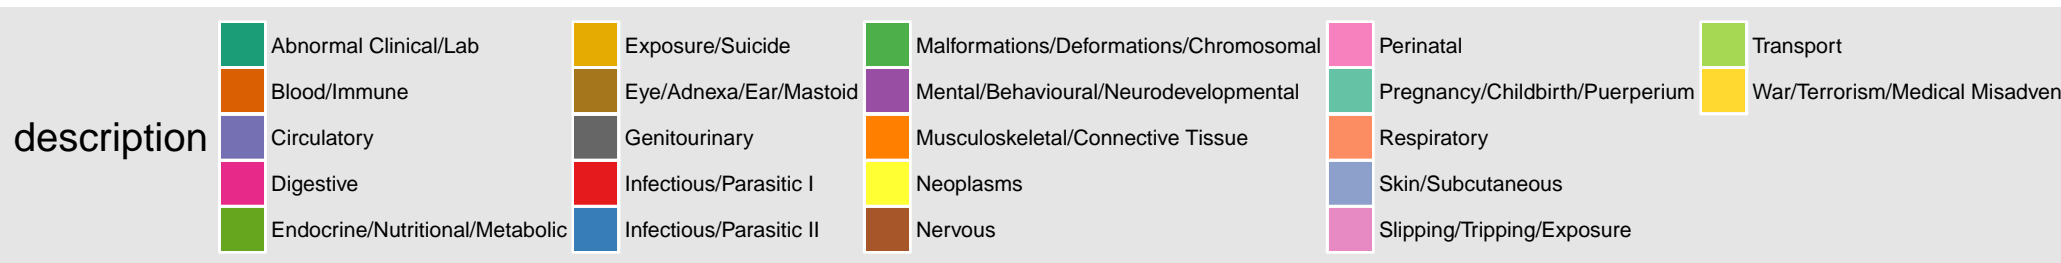 description
Abnormal Clinical/Lab
Blood/Immune
Circulatory
Digestive
Endocrine/Nutritional/Metabolic
Exposure/Suicide
Eye/Adnexa/Ear/Mastoid
Genitourinary
Infectious/Parasitic I
Infectious/Parasitic II
Malformations/Deformations/Chromosomal
Mental/Behavioural/Neurodevelopmental
Musculoskeletal/Connective Tissue
Neoplasms
Nervous
Perinatal
Pregnancy/Childbirth/Puerperium
Respiratory
Skin/Subcutaneous
Slipping/Tripping/Exposure
Transport
War/Terrorism/Medical Misadven